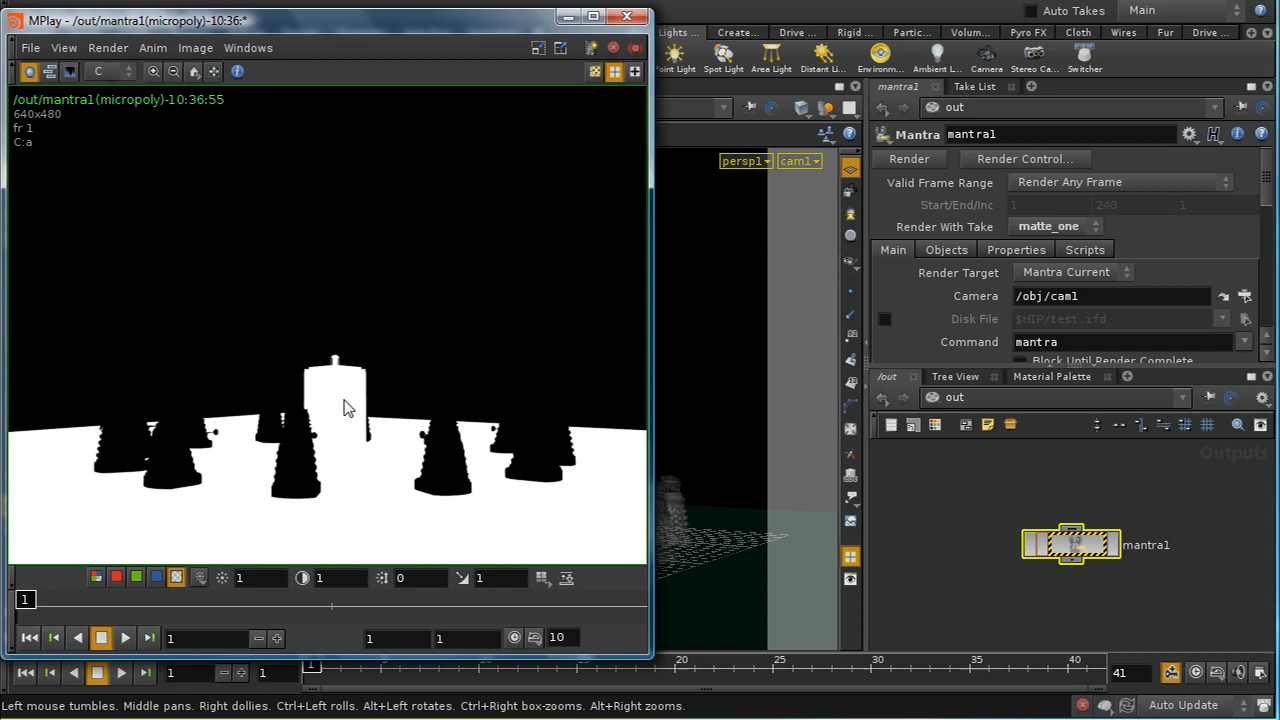 MPlay - /out/mantra1(micropoly)-10:36:*
File View Render Anim Image Windows
C
/out/mantra1(micropoly)-10:36:55
640x480
fr 1
C:a
1 1 0 1
1
1 1 1 10
Auto Takes Main
Lights ... Create... Drive ... Rigid ... Partic... Volum... Pyro FX Cloth Wires Fur Drive ...
Spot Light Area Light Distant Li... Environm... Ambient L... Camera Stereo Ca... Switcher
persp1 cam1
mantra1 Take List
out
Mantra mantra1
Render Render Control...
Valid Frame Range Render Any Frame
Start/End/Inc 1 240 1
Render With Take matte_one
Main Objects Properties Scripts
Render Target Mantra Current
Camera /obj/cam1
Disk File $HIP/test.ifd
Command mantra
Block Until Render Complete
/out Tree View Material Palette
out
Outputs
mantra1
1 1 1 20 25 30 35 40 41
Left mouse tumbles. Middle pans. Right dollies. Ctrl+Left rolls. Alt+Left rotates. Ctrl+Right box-zooms. Alt+Right zooms.
Auto Update